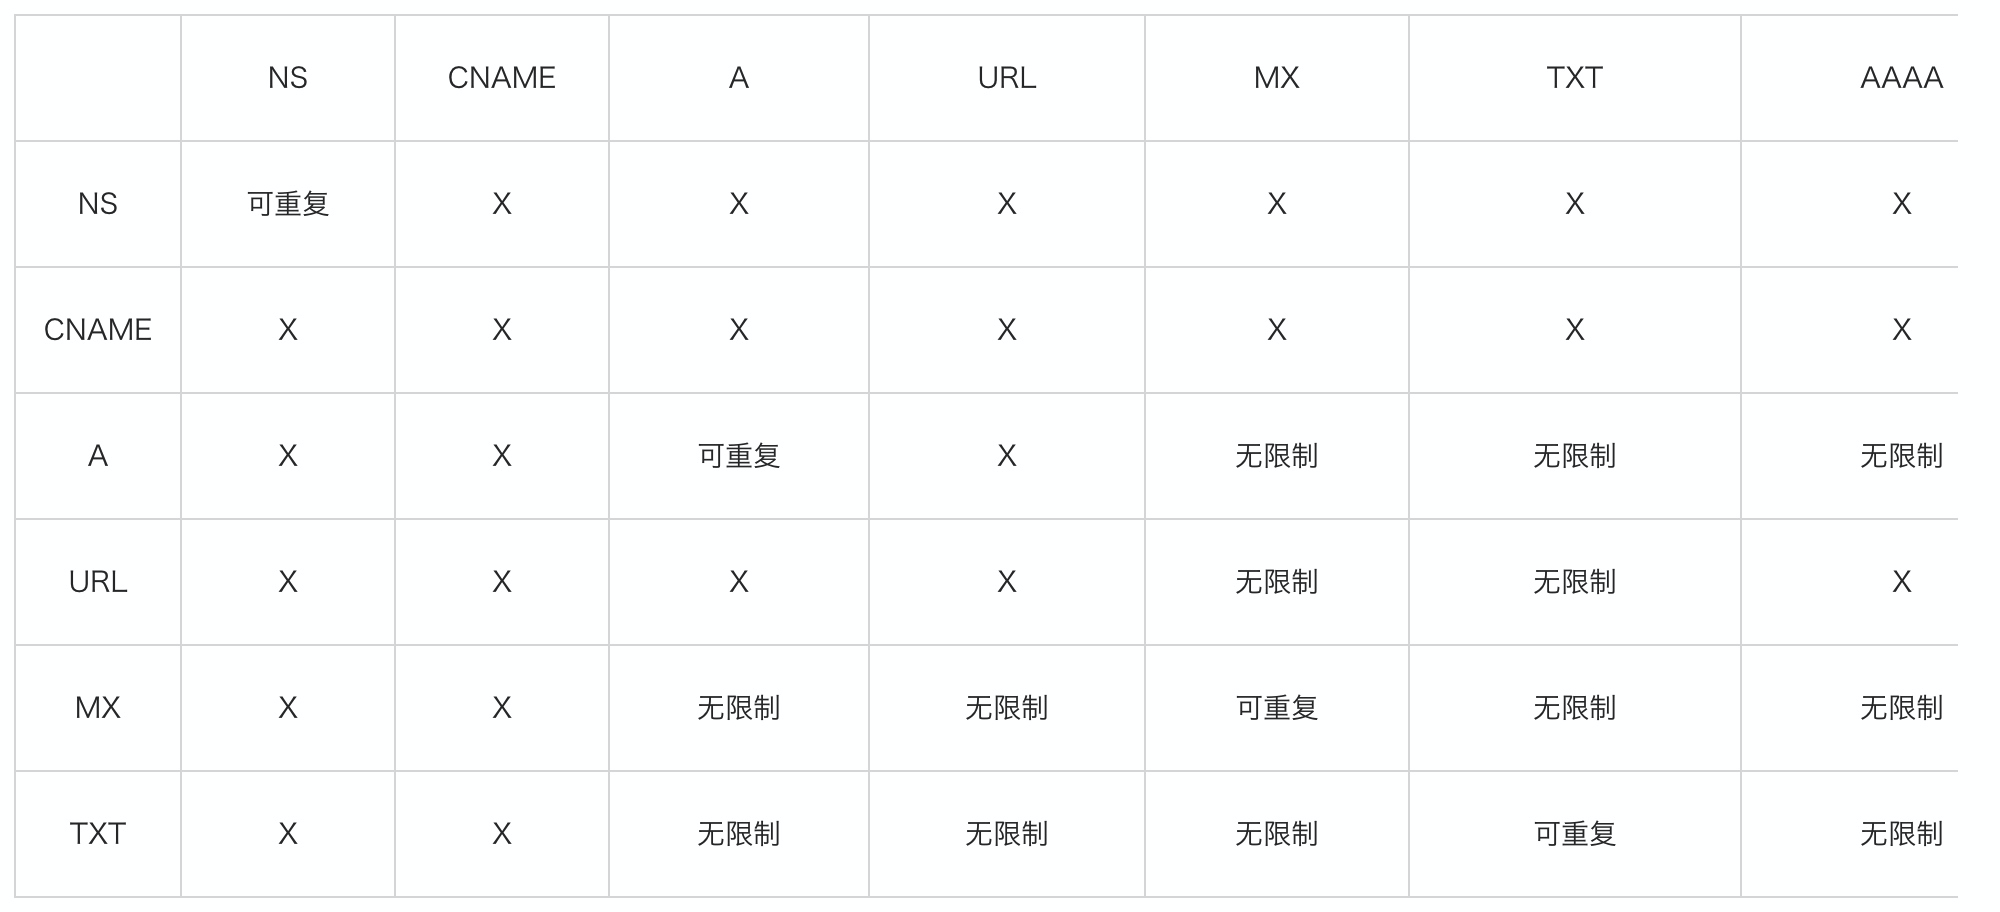 NS CNAME A URL MX TXT AAAA
NS 可重复 X X X X X X
CNAME X X X X X X X
A X X 可重复 X 无限制 无限制 无限制
URL X X X X 无限制 无限制 X
MX X X 无限制 无限制 可重复 无限制 无限制
TXT X X 无限制 无限制 无限制 可重复 无限制